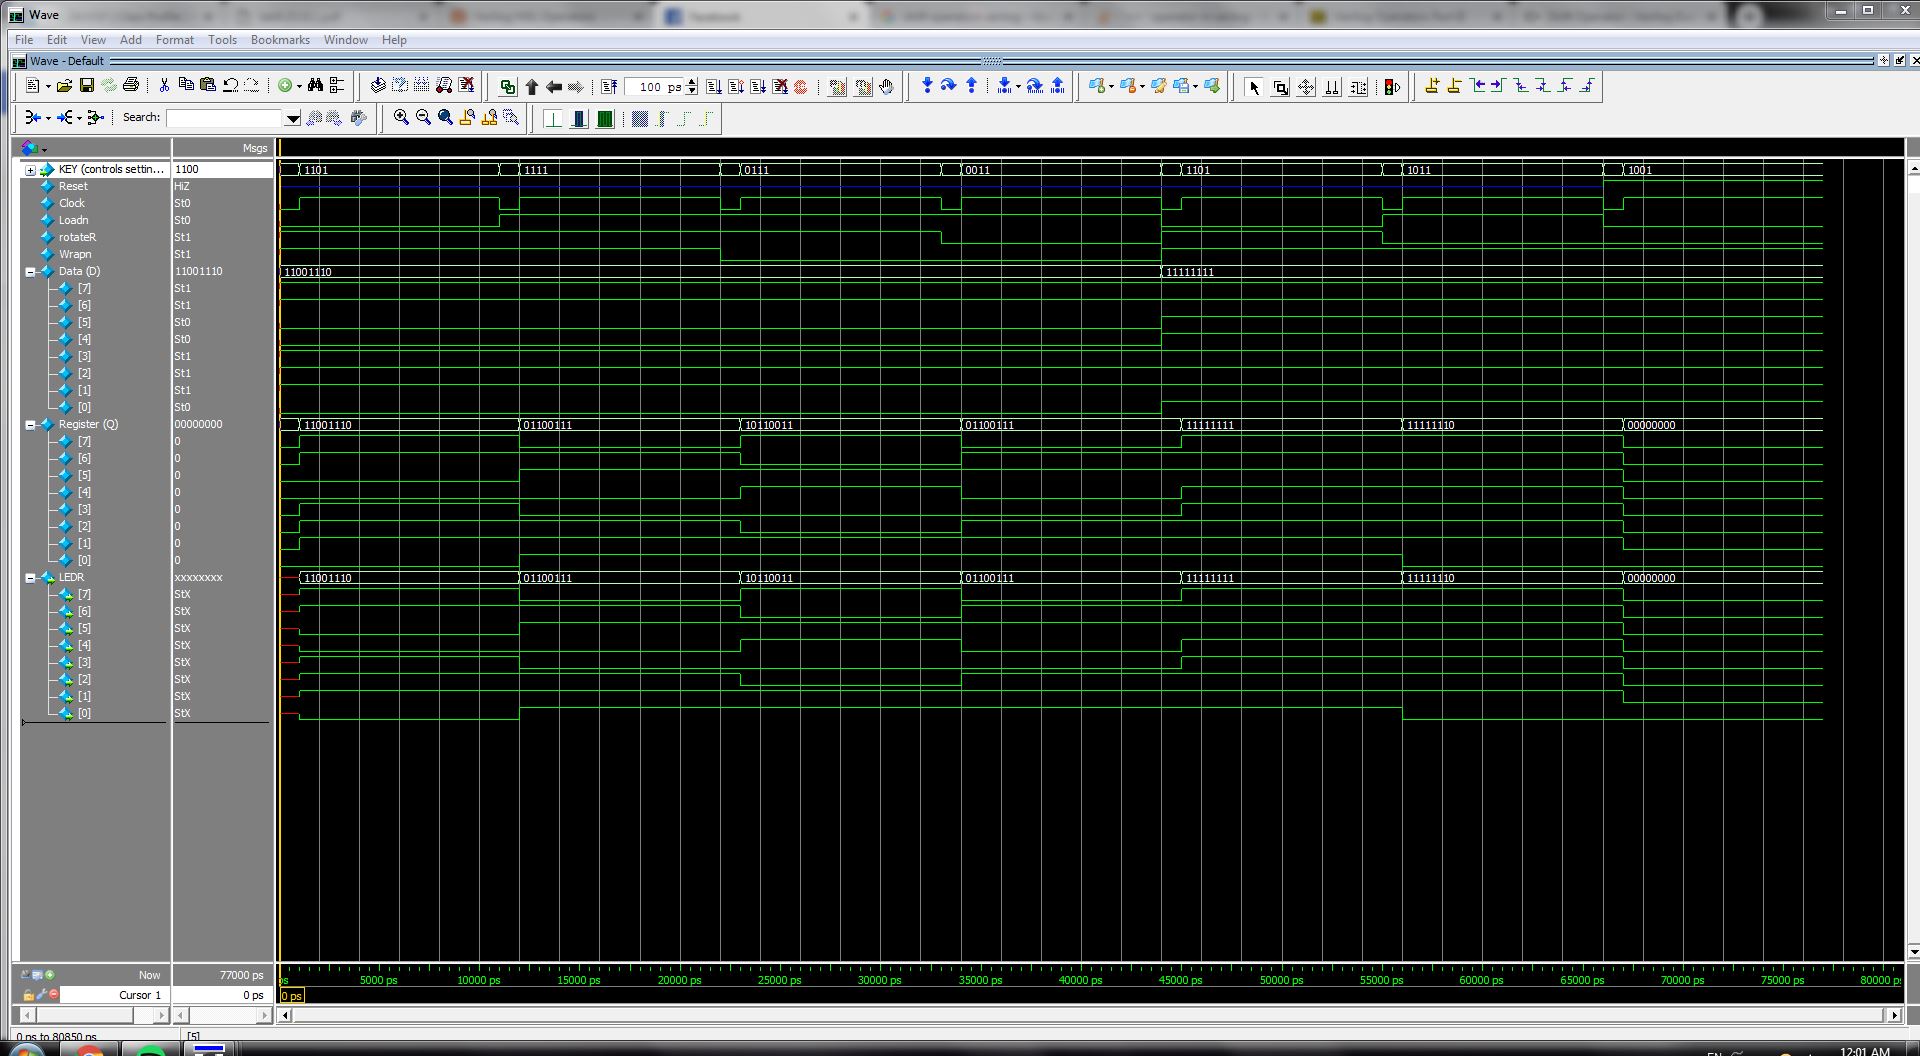 Wave
File Edit View Add Format Tools Bookmarks Window Help
Wave - Default
100 ps
Search:
Msgs
KEY (controls settin... 1100 1101 1111 0111 0011 1101 1011 1001
Reset HiZ
Clock St0
Loadn St0
rotateR St1
Wrapn St1
Data (D) 11001110 11001110 11111111
[7] St1
[6] St1
[5] St0
[4] St0
[3] St1
[2] St1
[1] St1
[0] St0
Register (Q) 00000000 11001110 01100111 10110011 01100111 11111111 11111110 00000000
[7] 0
[6] 0
[5] 0
[4] 0
[3] 0
[2] 0
[1] 0
[0] 0
LEDR xxxxxxxx 11001110 01100111 10110011 01100111 11111111 11111110 00000000
[7] StX
[6] StX
[5] StX
[4] StX
[3] StX
[2] StX
[1] StX
[0] StX
Now 77000 ps ps 5000 ps 10000 ps 15000 ps 20000 ps 25000 ps 30000 ps 35000 ps 40000 ps 45000 ps 50000 ps 55000 ps 60000 ps 65000 ps 70000 ps 75000 ps 80000 ps
Cursor 1 0 ps 0 ps
0 ps to 80850 ps [5]
EN 12:01 AM